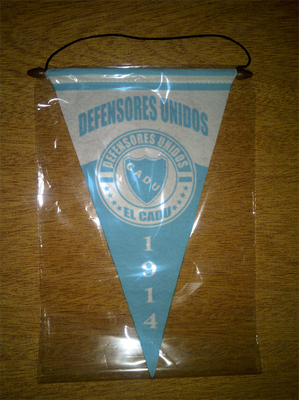 DEFENSORES UNIDOS
DEFENSORES UNIDOS
CADU
EL CADU
1914